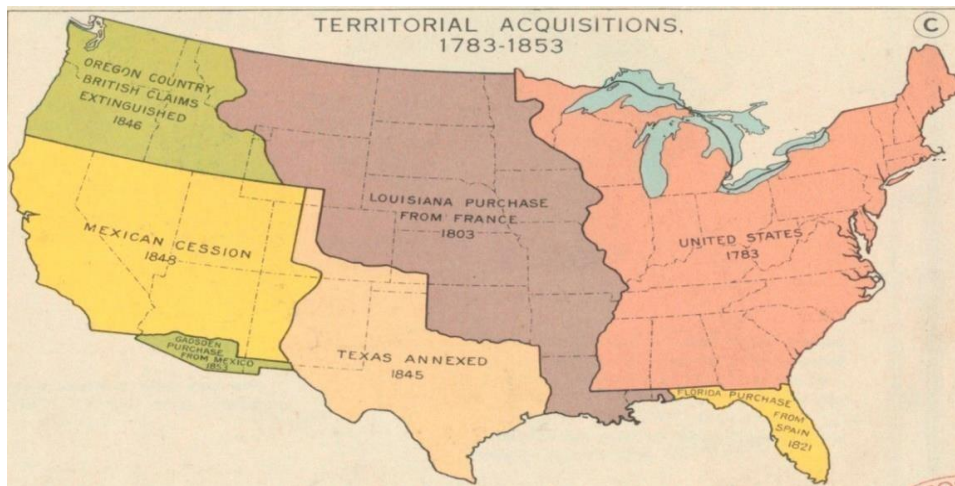 TERRITORIAL ACQUISITIONS,
1783-1853
C
OREGON COUNTRY
BRITISH CLAIMS
EXTINGUISHED
1846
LOUISIANA PURCHASE
FROM FRANCE
1803
UNITED STATES
1783
MEXICAN CESSION
1848
GADSDEN
PURCHASE
FROM MEXICO
1853
TEXAS ANNEXED
1845
FLORIDA PURCHASE
FROM
SPAIN
1821